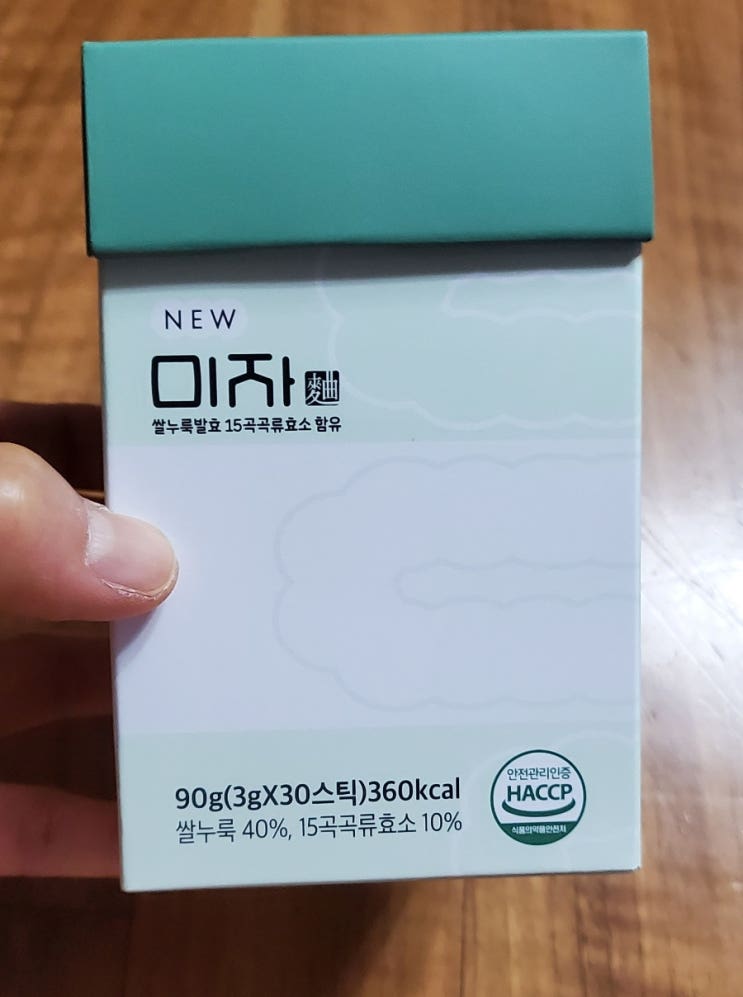 NEW
미자 麯
쌀누룩발효 15곡곡류효소 함유
90g(3gX30스틱)360kcal
쌀누룩 40%, 15곡곡류효소 10%
안전관리인증
HACCP
식품의약품안전처